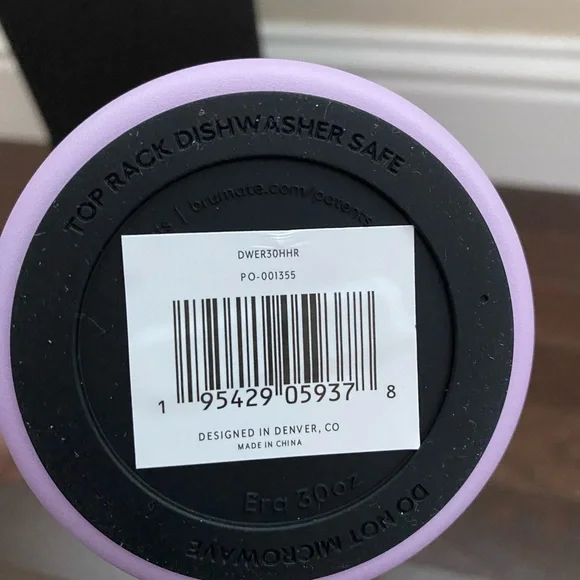 TOP RACK DISHWASHER SAFE
| brumate.com/patents
DWER30HHR
PO-001355
1 95429 05937 8
DESIGNED IN DENVER, CO
MADE IN CHINA
Era 30oz
DO NOT MICROWAVE